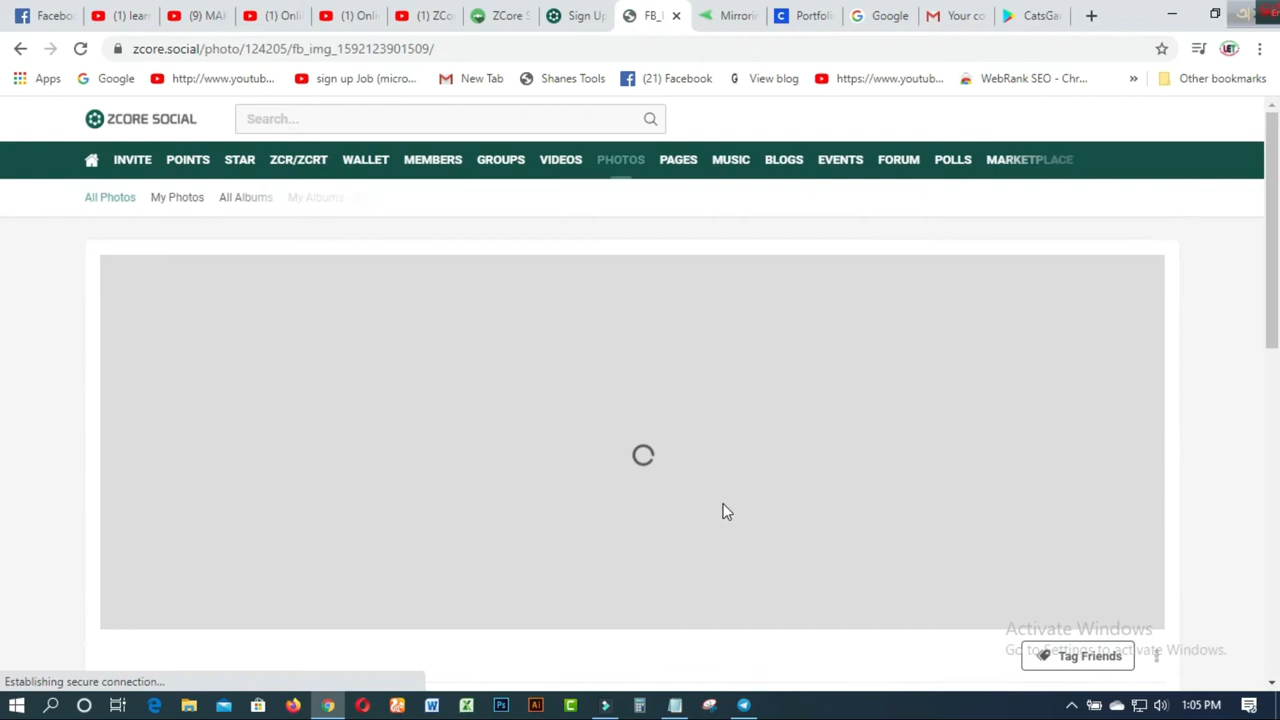 Facebo
(1) learn
(9) MAK
(1) Onli
(1) Onli
(1) ZCo
ZCore S
Sign Up
FB_I
Mirrorin
Portfoli
Google
Your co
CatsGa
zcore.social/photo/124205/fb_img_1592123901509/
Apps
Google
http://www.youtub...
sign up Job (micro...
New Tab
Shanes Tools
(21) Facebook
View blog
https://www.youtub...
WebRank SEO - Chr...
»
Other bookmarks
ZCORE SOCIAL
Search...
INVITE POINTS STAR ZCR/ZCRT WALLET MEMBERS GROUPS VIDEOS PHOTOS PAGES MUSIC BLOGS EVENTS FORUM POLLS MARKETPLACE
All Photos My Photos All Albums My Albums
Activate Windows
Go to Settings to activate Windows.
Tag Friends
Establishing secure connection...
1:05 PM